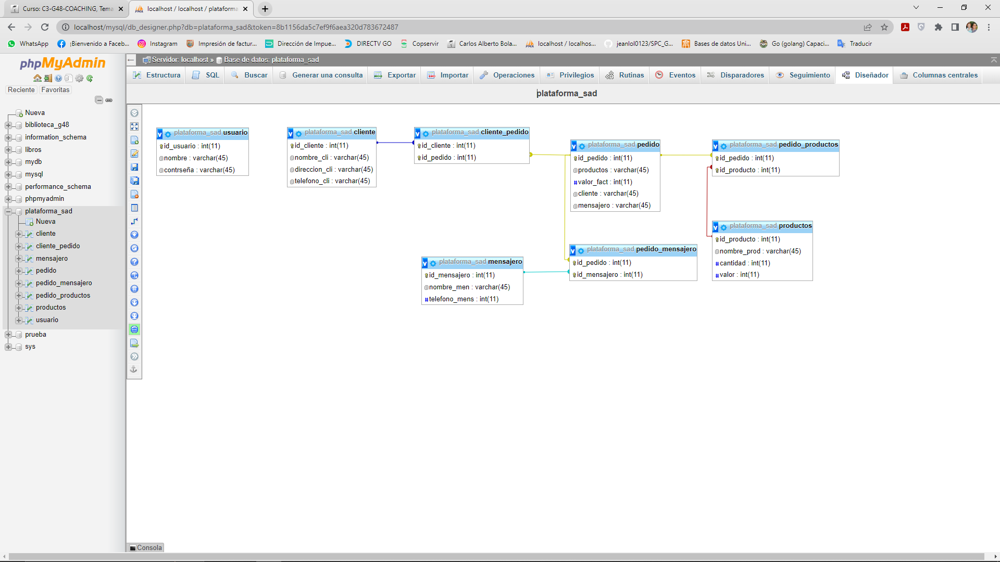 Curso: C3-G48-COACHING, Tema
localhost / localhost / plataforma
localhost/mysql/db_designer.php?db=plataforma_sad&token=8b1156da5c7ef9f6aea320d783672487
WhatsApp
¡Bienvenido a Faceb...
Instagram
Impresión de factur...
Dirección de Impue...
DIRECTV GO
Copservir
Carlos Alberto Bola...
localhost / localhos...
jeanlol0123/SPC_G...
Bases de datos Uni...
Go (golang) Capaci...
Traducir
phpMyAdmin
Reciente
Favoritas
Nueva
biblioteca_g48
information_schema
libros
mydb
mysql
performance_schema
phpmyadmin
plataforma_sad
Nueva
cliente
cliente_pedido
mensajero
pedido
pedido_mensajero
pedido_productos
productos
usuario
prueba
sys
Servidor: localhost » Base de datos: plataforma_sad
Estructura
SQL
Buscar
Generar una consulta
Exportar
Importar
Operaciones
Privilegios
Rutinas
Eventos
Disparadores
Seguimiento
Diseñador
Columnas centrales
plataforma_sad
plataforma_sad usuario
id_usuario : int(11)
nombre : varchar(45)
contrseña : varchar(45)
plataforma_sad cliente
id_cliente : int(11)
nombre_cli : varchar(45)
direccion_cli : varchar(45)
telefono_cli : varchar(45)
plataforma_sad cliente_pedido
id_cliente : int(11)
id_pedido : int(11)
plataforma_sad pedido
id_pedido : int(11)
productos : varchar(45)
valor_fact : int(11)
cliente : varchar(45)
mensajero : varchar(45)
plataforma_sad pedido_productos
id_pedido : int(11)
id_producto : int(11)
plataforma_sad productos
id_producto : int(11)
nombre_prod : varchar(45)
cantidad : int(11)
valor : int(11)
plataforma_sad pedido_mensajero
id_pedido : int(11)
id_mensajero : int(11)
plataforma_sad mensajero
id_mensajero : int(11)
nombre_men : varchar(45)
telefono_mens : int(11)
Consola